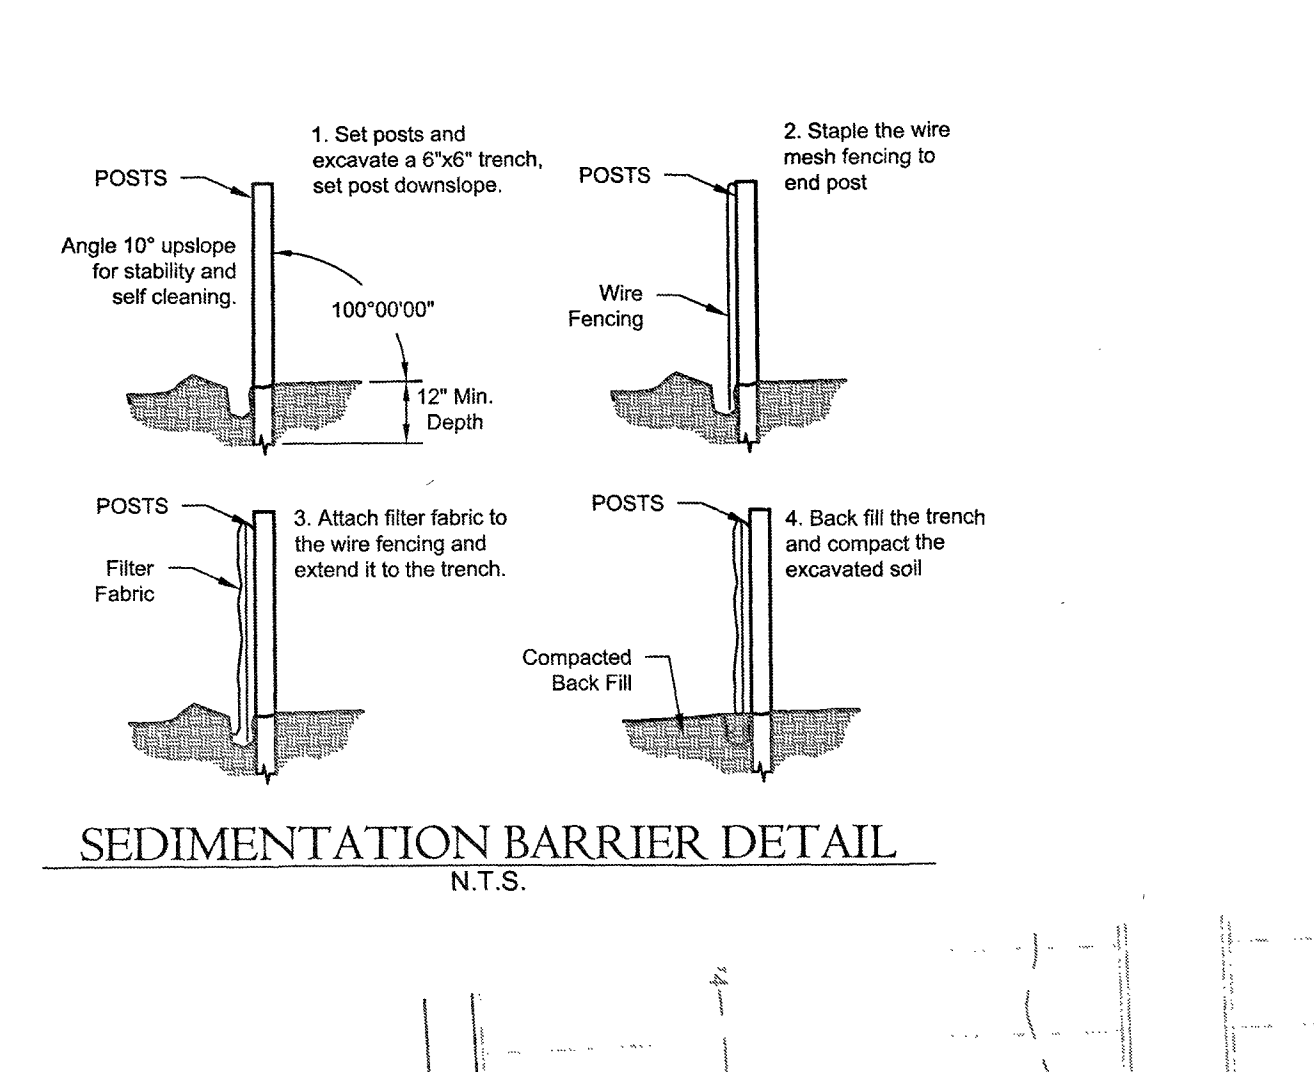 1. Set posts and
excavate a 6"x6" trench,
set post downslope.
POSTS
Angle 10° upslope
for stability and
self cleaning.
100°00'00"
12" Min.
Depth
2. Staple the wire
mesh fencing to
end post
POSTS
Wire
Fencing
POSTS
3. Attach filter fabric to
the wire fencing and
extend it to the trench.
Filter
Fabric
POSTS
4. Back fill the trench
and compact the
excavated soil
Compacted
Back Fill
SEDIMENTATION BARRIER DETAIL
N.T.S.